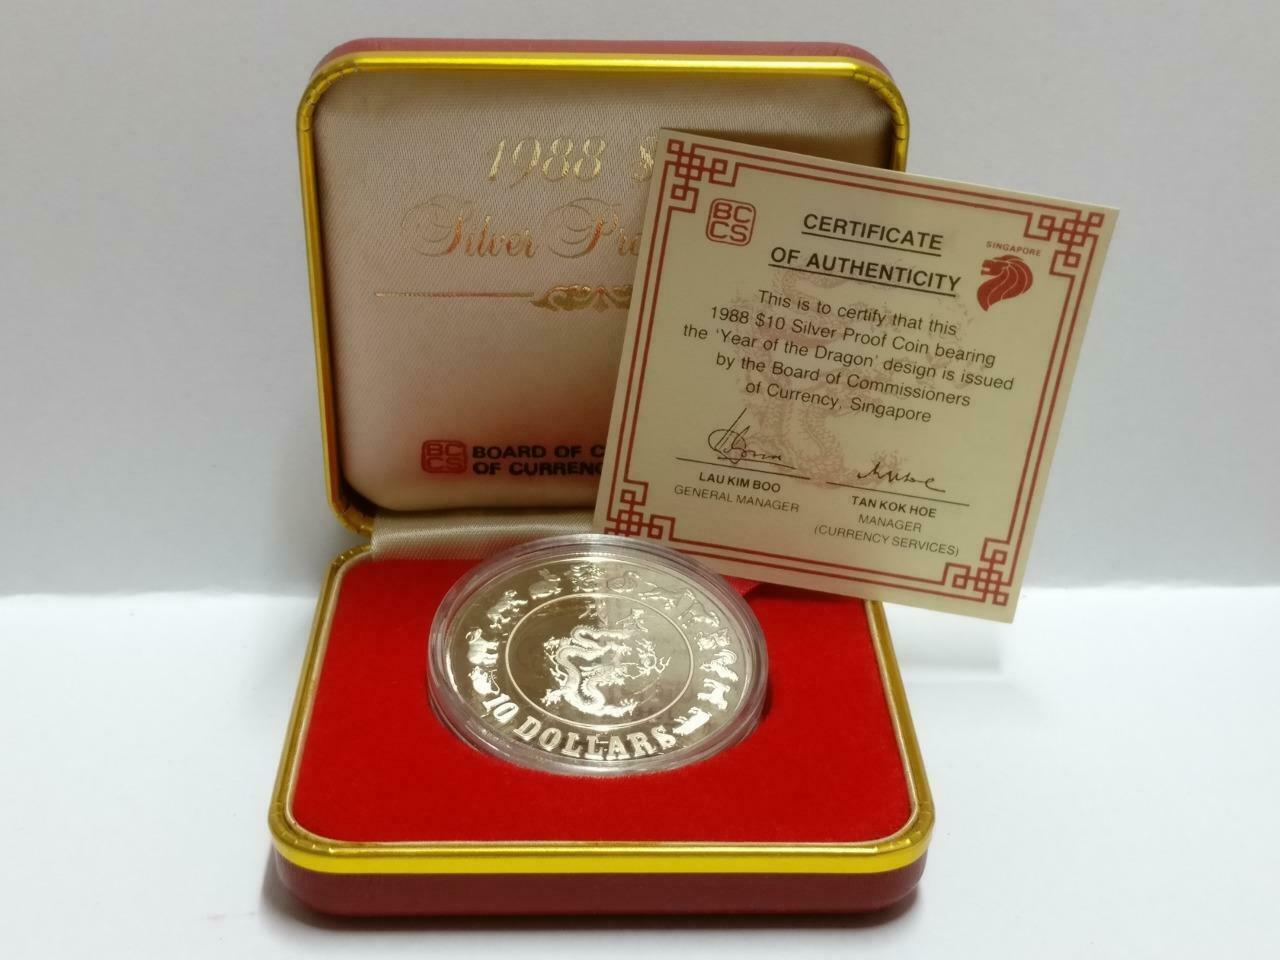 1988 $
Silver Pro
BC
CS
BOARD OF C
OF CURRENC
BC
CS
CERTIFICATE
OF AUTHENTICITY
SINGAPORE
This is to certify that this
1988 $10 Silver Proof Coin bearing
the 'Year of the Dragon' design is issued
by the Board of Commissioners
of Currency, Singapore
LAU KIM BOO
GENERAL MANAGER
TAN KOK HOE
MANAGER
(CURRENCY SERVICES)
10 DOLLARS